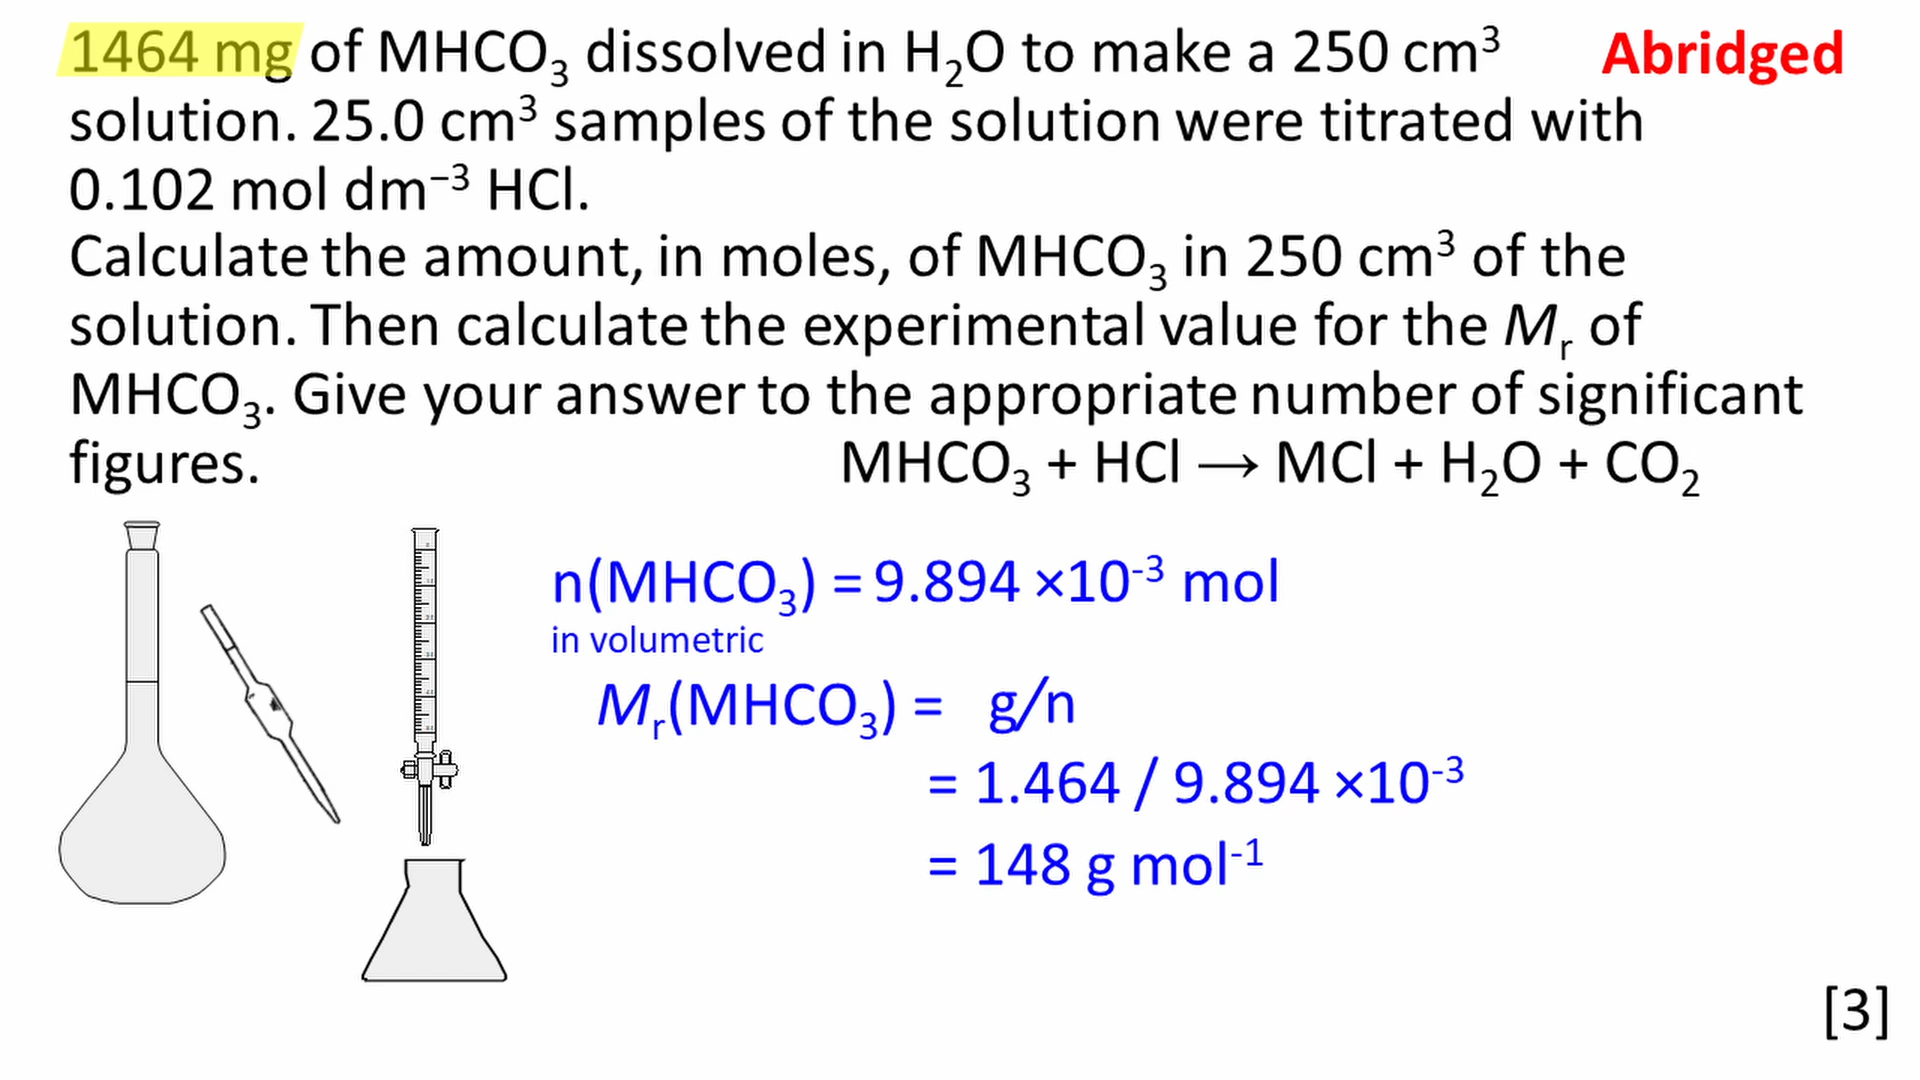 1464 mg of MHCO₃ dissolved in H₂O to make a 250 cm³ Abridged
solution. 25.0 cm³ samples of the solution were titrated with
0.102 mol dm⁻³ HCl.
Calculate the amount, in moles, of MHCO₃ in 250 cm³ of the
solution. Then calculate the experimental value for the Mᵣ of
MHCO₃. Give your answer to the appropriate number of significant
figures. MHCO₃ + HCl → MCl + H₂O + CO₂
n(MHCO₃) = 9.894 ×10⁻³ mol
in volumetric
Mᵣ(MHCO₃) = g/n
= 1.464 / 9.894 ×10⁻³
= 148 g mol⁻¹
[3]